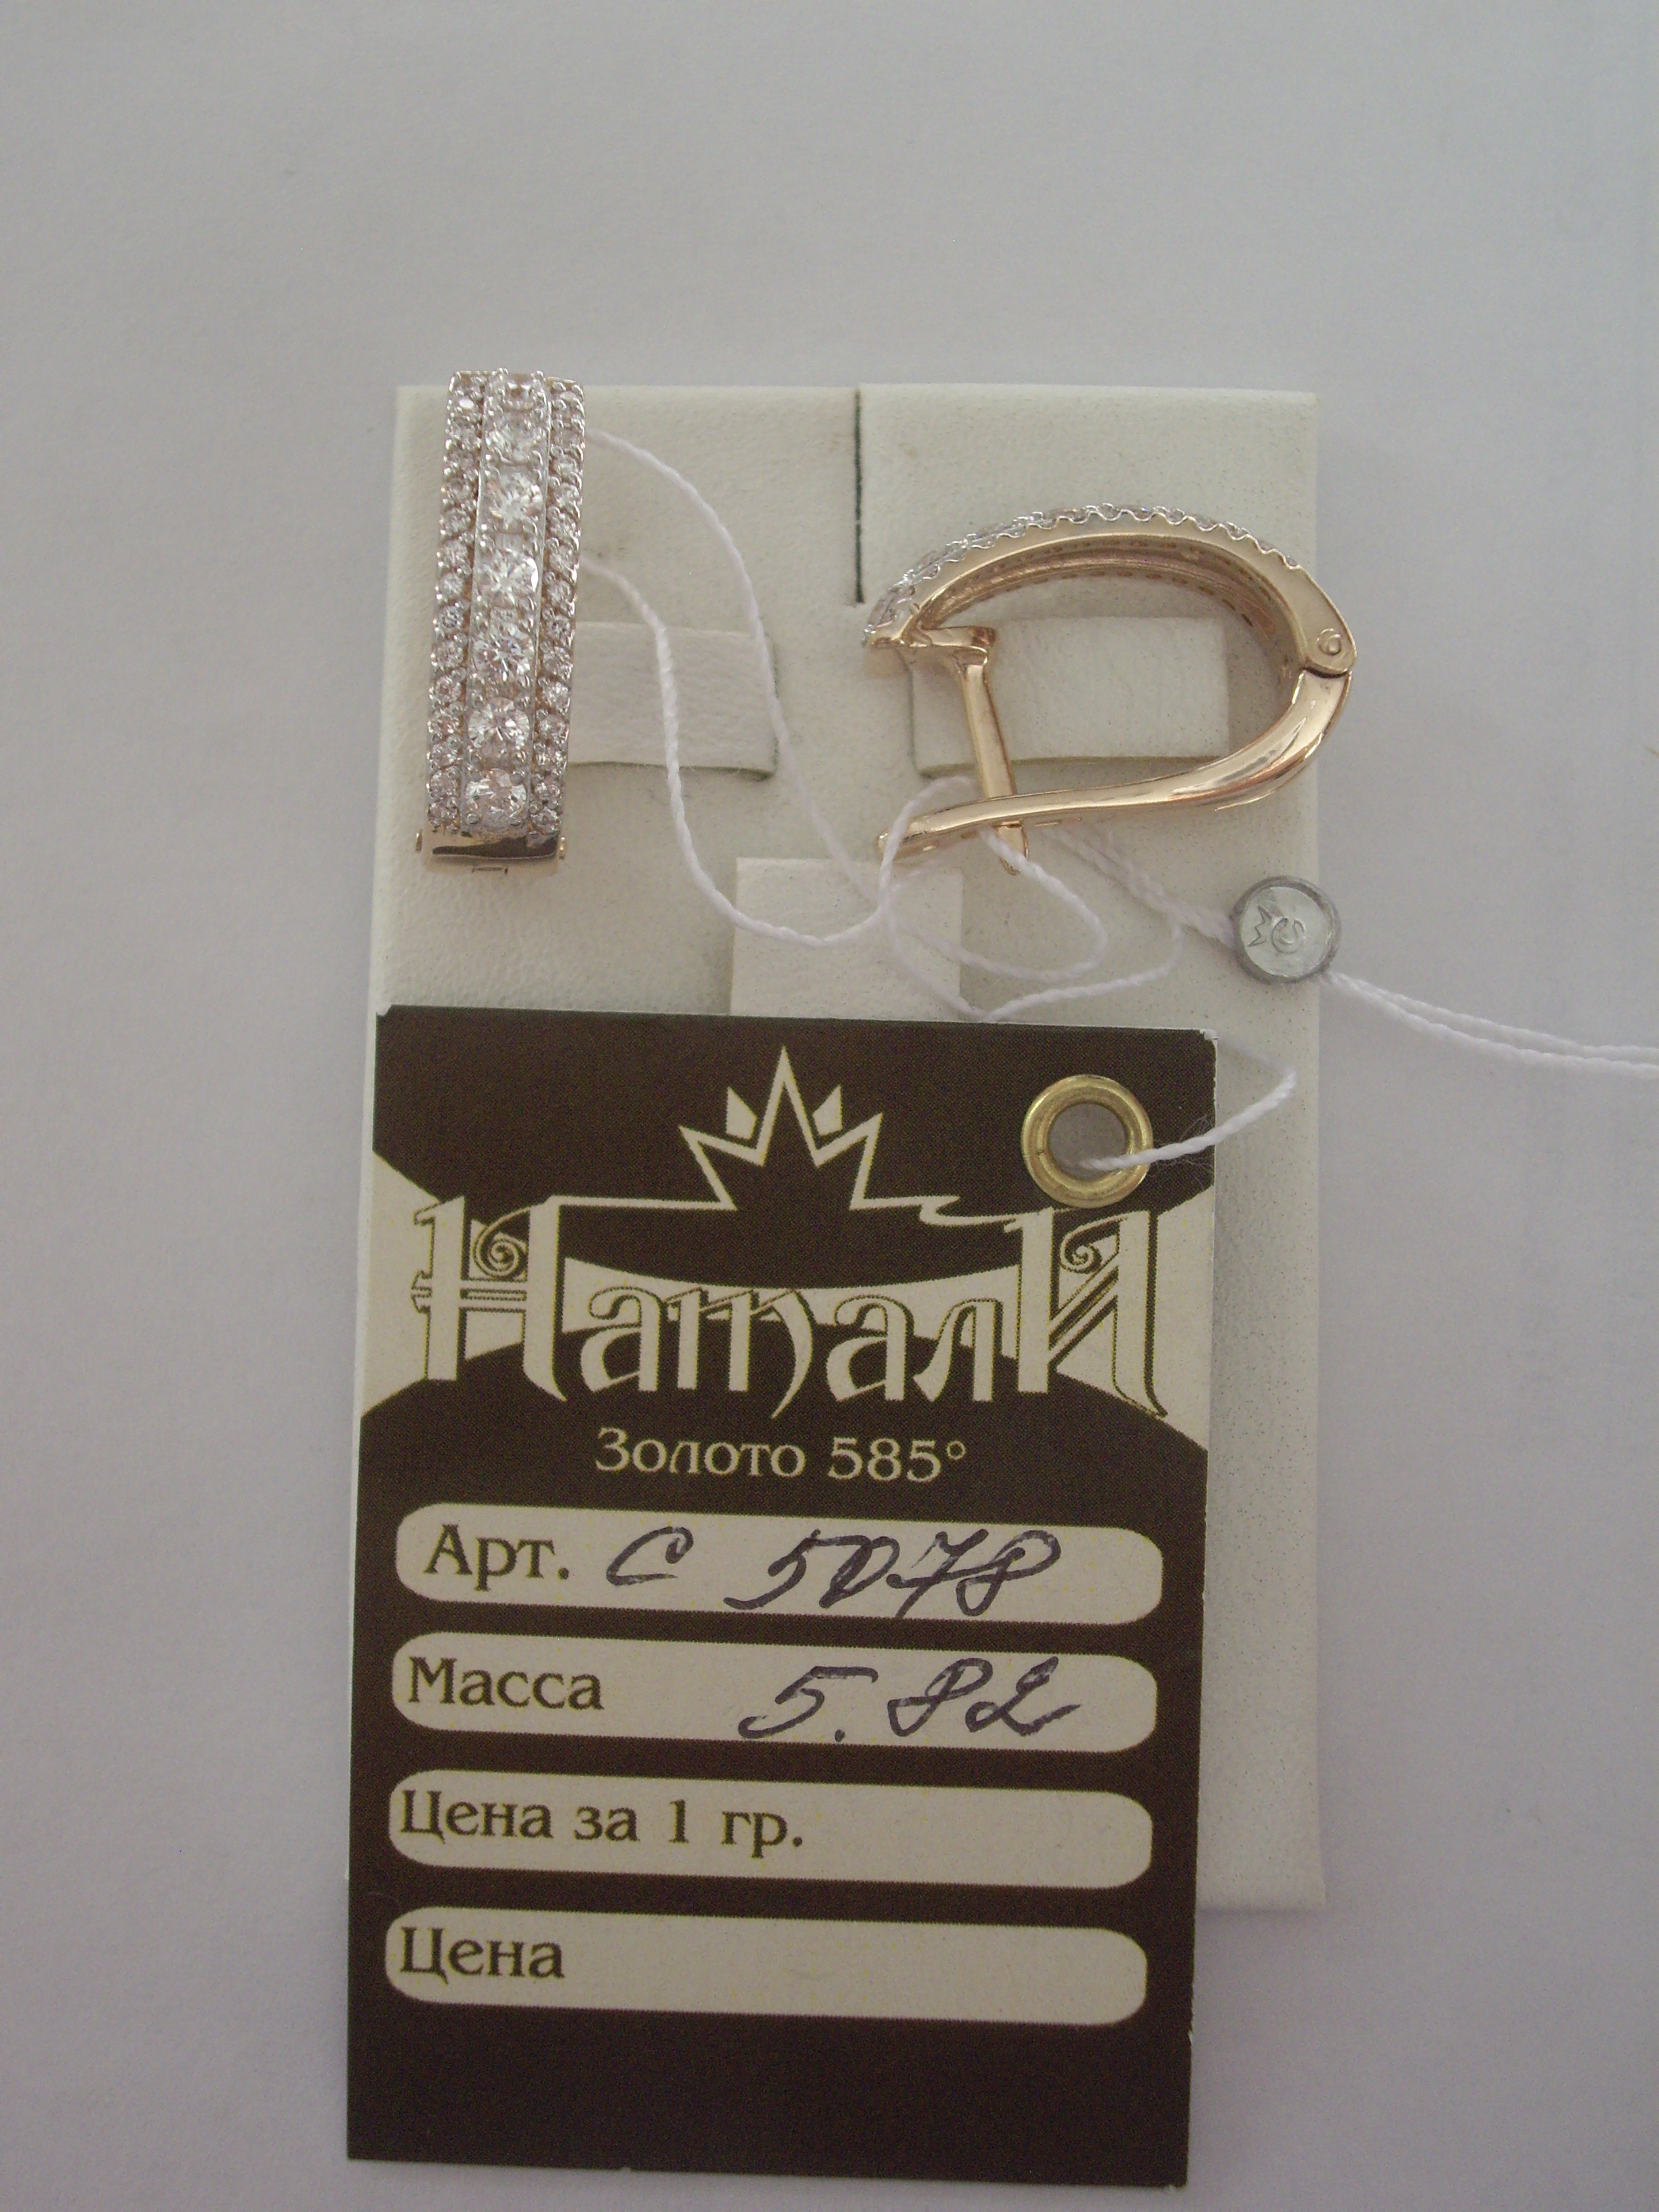 Натали
Золото 585°
Арт. С 5078
Масса 5.82
Цена за 1 гр.
Цена